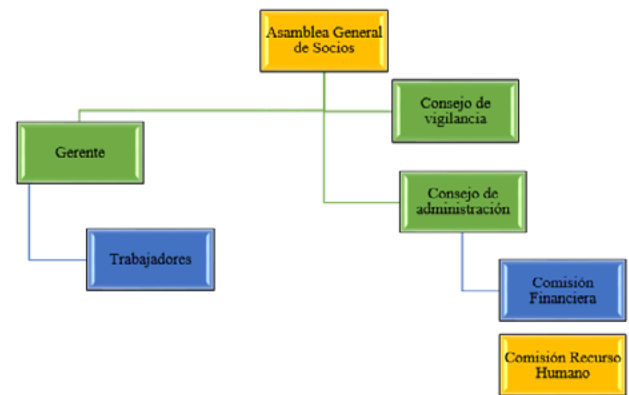 Asamblea General
de Socios
Consejo de
vigilancia
Gerente
Consejo de
administración
Trabajadores
Comisión
Financiera
Comisión Recurso
Humano